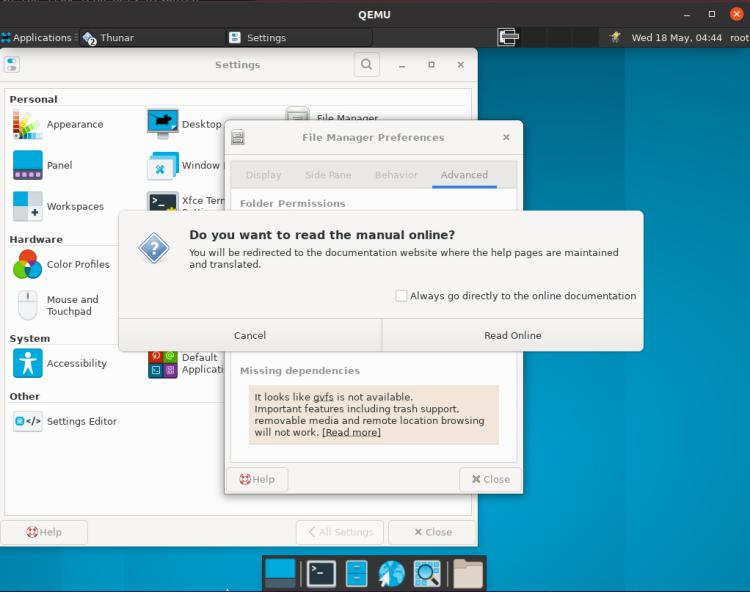 QEMU
Applications
2
Thunar
Settings
Wed 18 May, 04:44
root
Settings
Personal
Appearance
Desktop
File Manager
Panel
Window
Workspaces
Xfce Term
Hardware
Color Profiles
Mouse and
Touchpad
System
Accessibility
Default
Applicati
Other
Settings Editor
Help
All Settings
Close
File Manager Preferences
Display
Side Pane
Behavior
Advanced
Folder Permissions
Do you want to read the manual online?
You will be redirected to the documentation website where the help pages are maintained
and translated.
Always go directly to the online documentation
Cancel
Read Online
Missing dependencies
It looks like gvfs is not available.
Important features including trash support,
removable media and remote location browsing
will not work. [Read more]
Help
Close